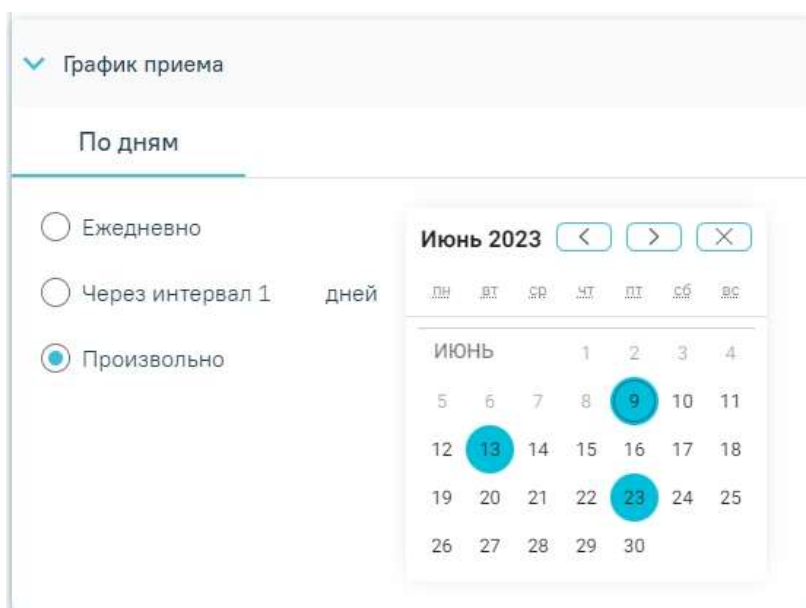 График приема
По дням
Ежедневно
Через интервал 1 дней
Произвольно
Июнь 2023
пн вт ср чт пт сб вс
ИЮНЬ 1 2 3 4
5 6 7 8 9 10 11
12 13 14 15 16 17 18
19 20 21 22 23 24 25
26 27 28 29 30